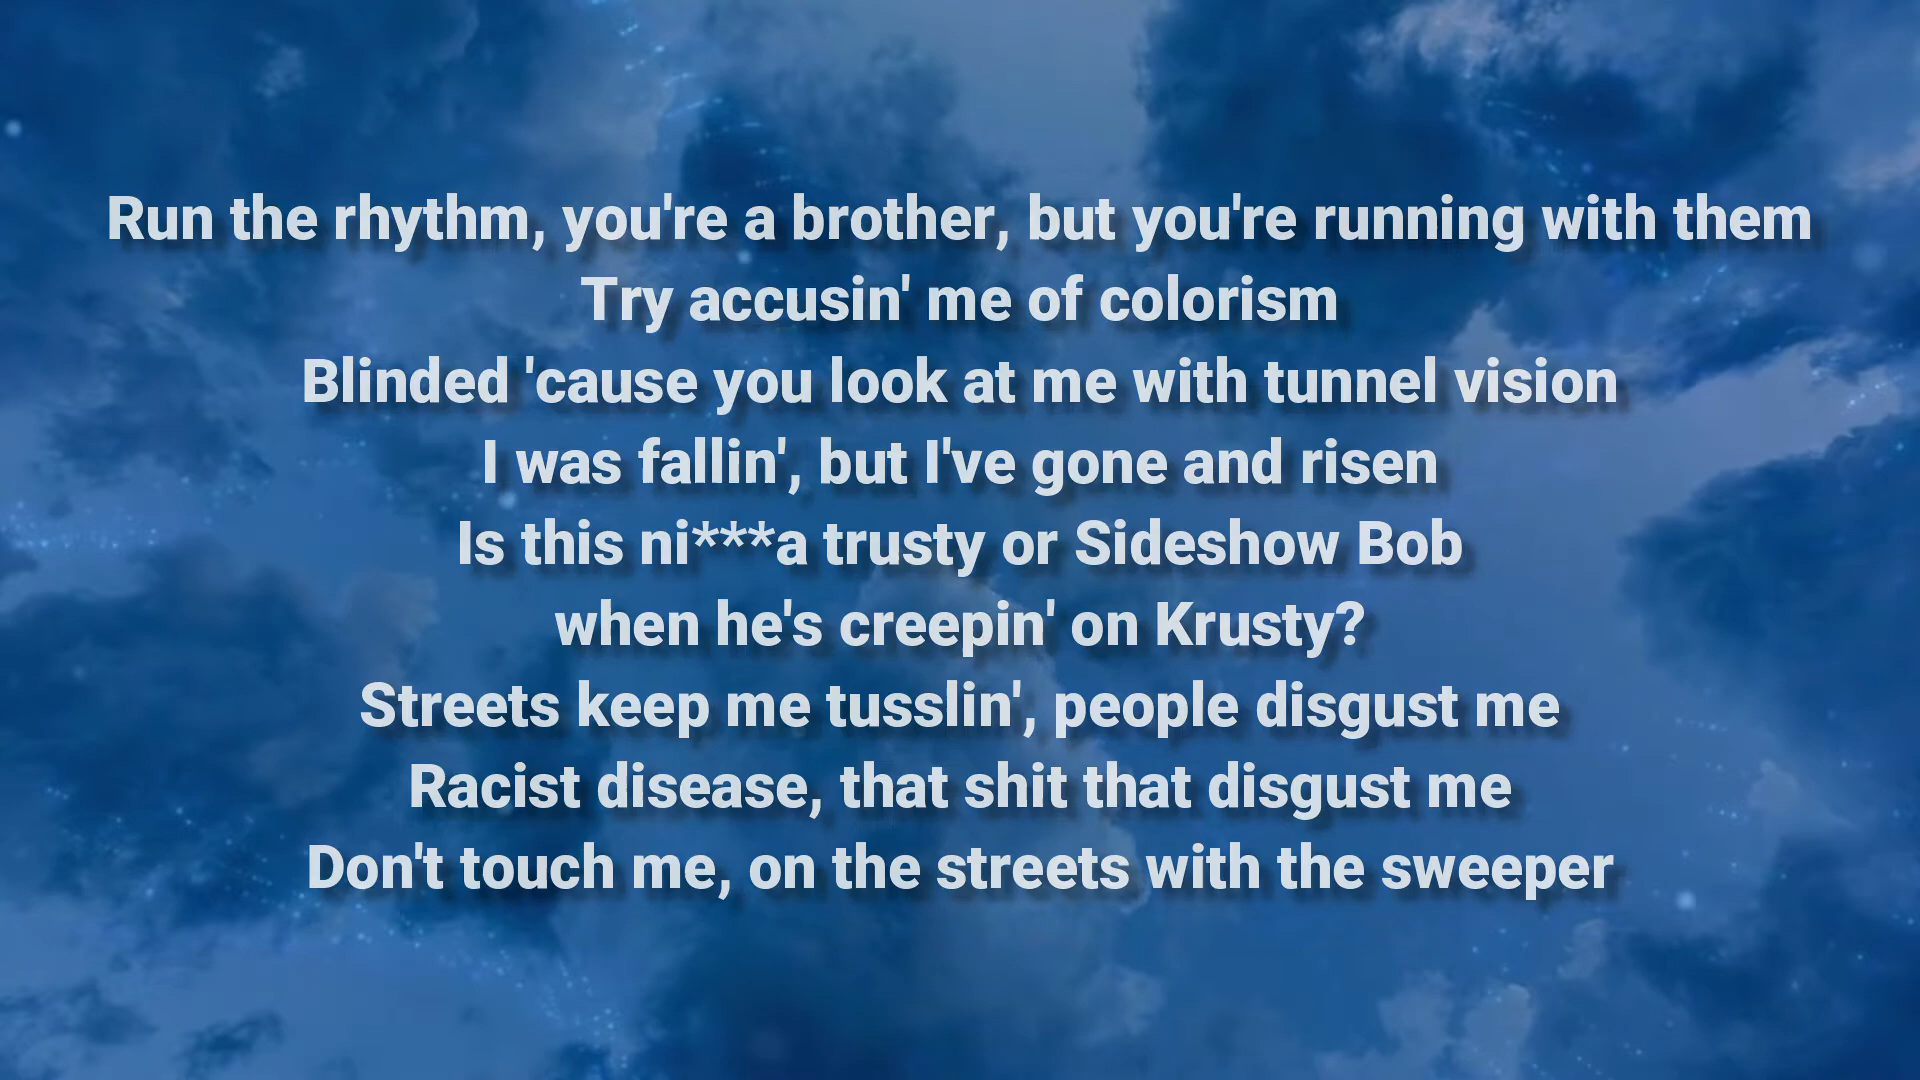 Run the rhythm, you're a brother, but you're running with them
Try accusin' me of colorism
Blinded 'cause you look at me with tunnel vision
I was fallin', but I've gone and risen
Is this ni***a trusty or Sideshow Bob
when he's creepin' on Krusty?
Streets keep me tusslin', people disgust me
Racist disease, that shit that disgust me
Don't touch me, on the streets with the sweeper